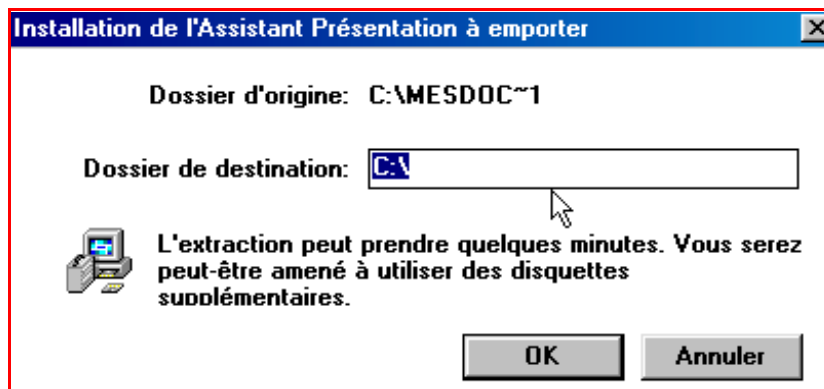 Installation de l'Assistant Présentation à emporter
Dossier d'origine: C:\MESDOC~1
Dossier de destination: C:\
L'extraction peut prendre quelques minutes. Vous serez
peut-être amené à utiliser des disquettes
supplémentaires.
OK Annuler